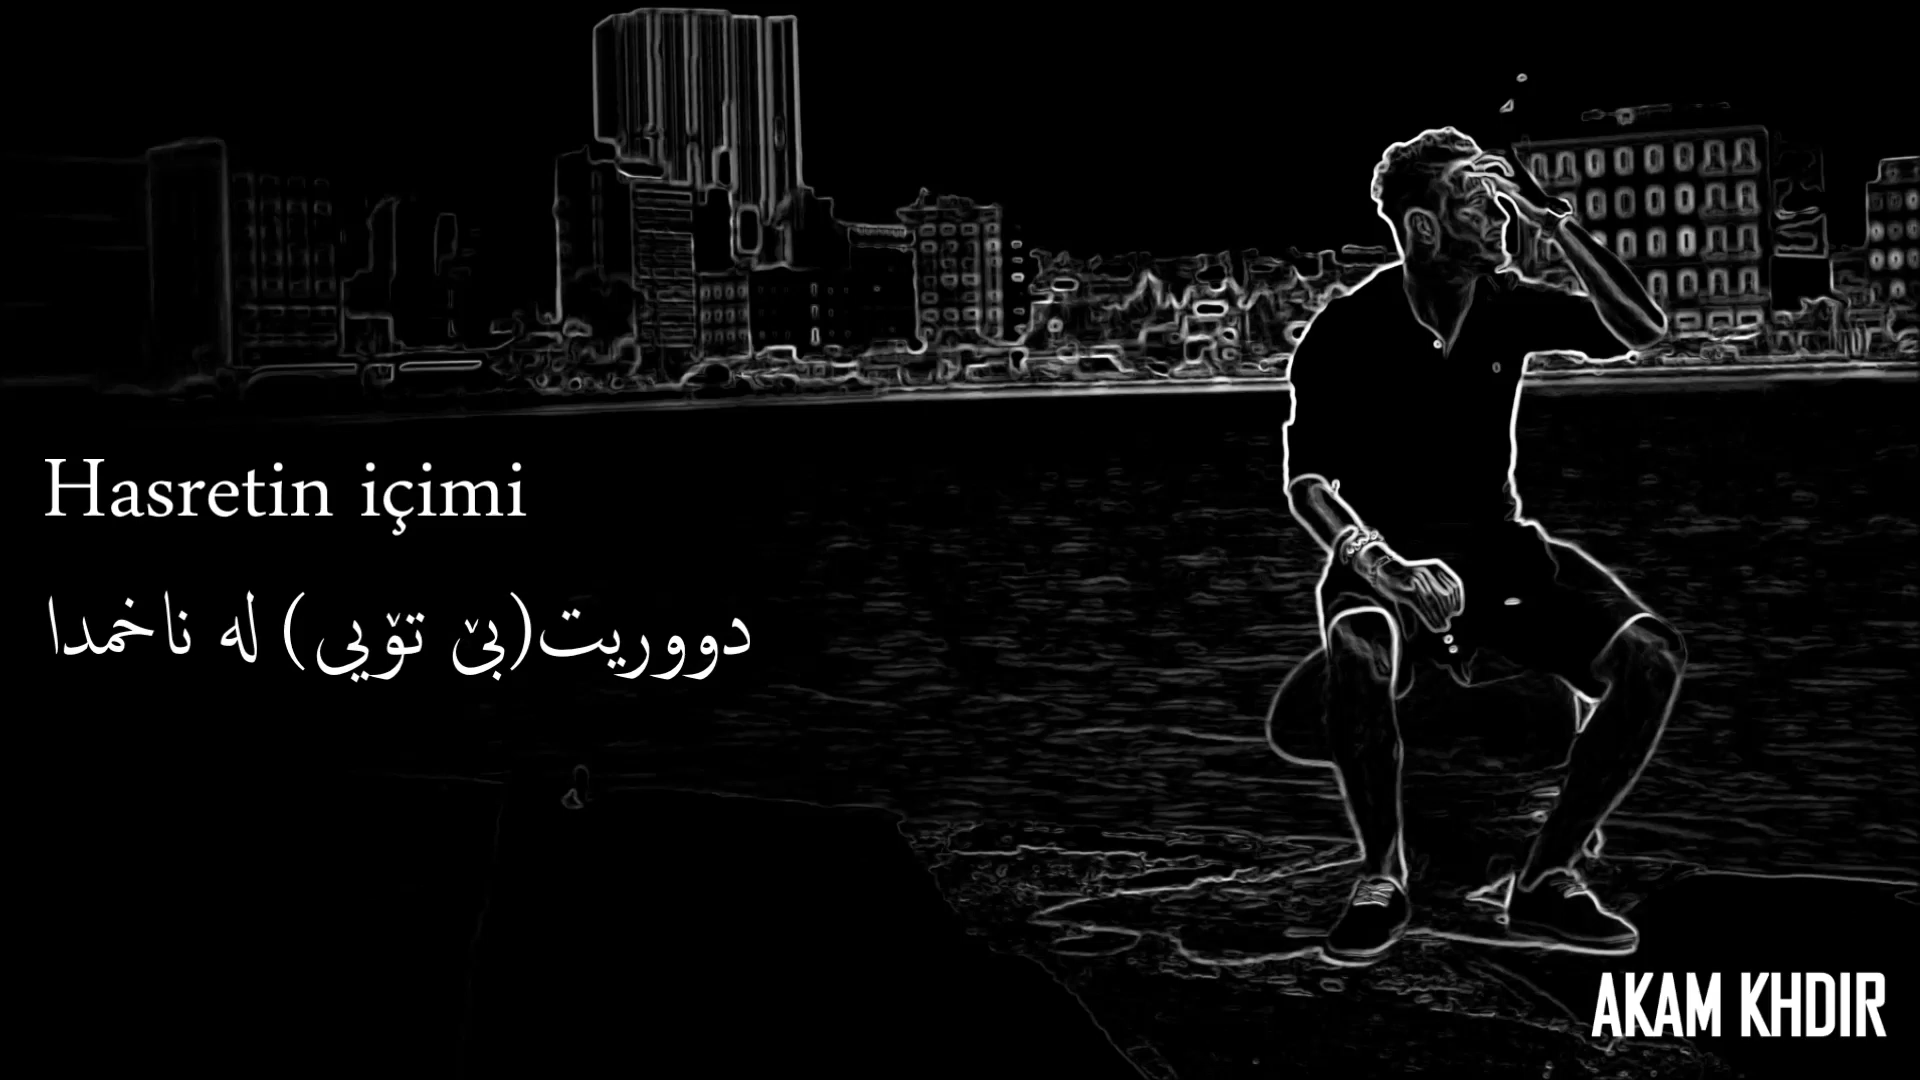 Hasretin içimi
دووریت(بێ تۆیی) لە ناخمدا
AKAM KHDIR